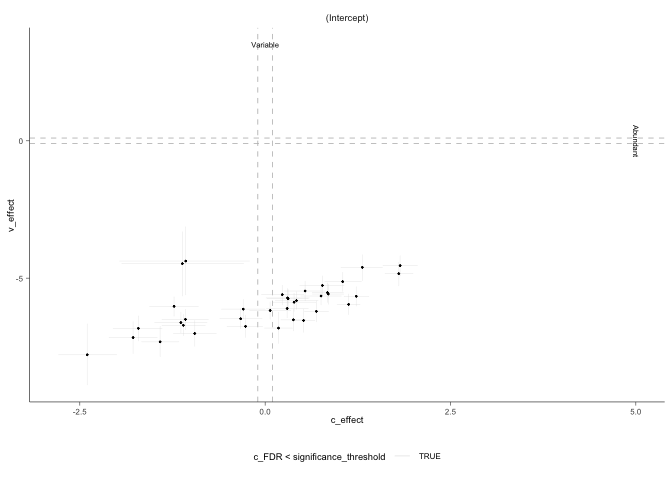 (Intercept)
Variable
Abundant
0
-5
v_effect
-2.5
0.0
2.5
5.0
c_effect
c_FDR < significance_threshold
TRUE